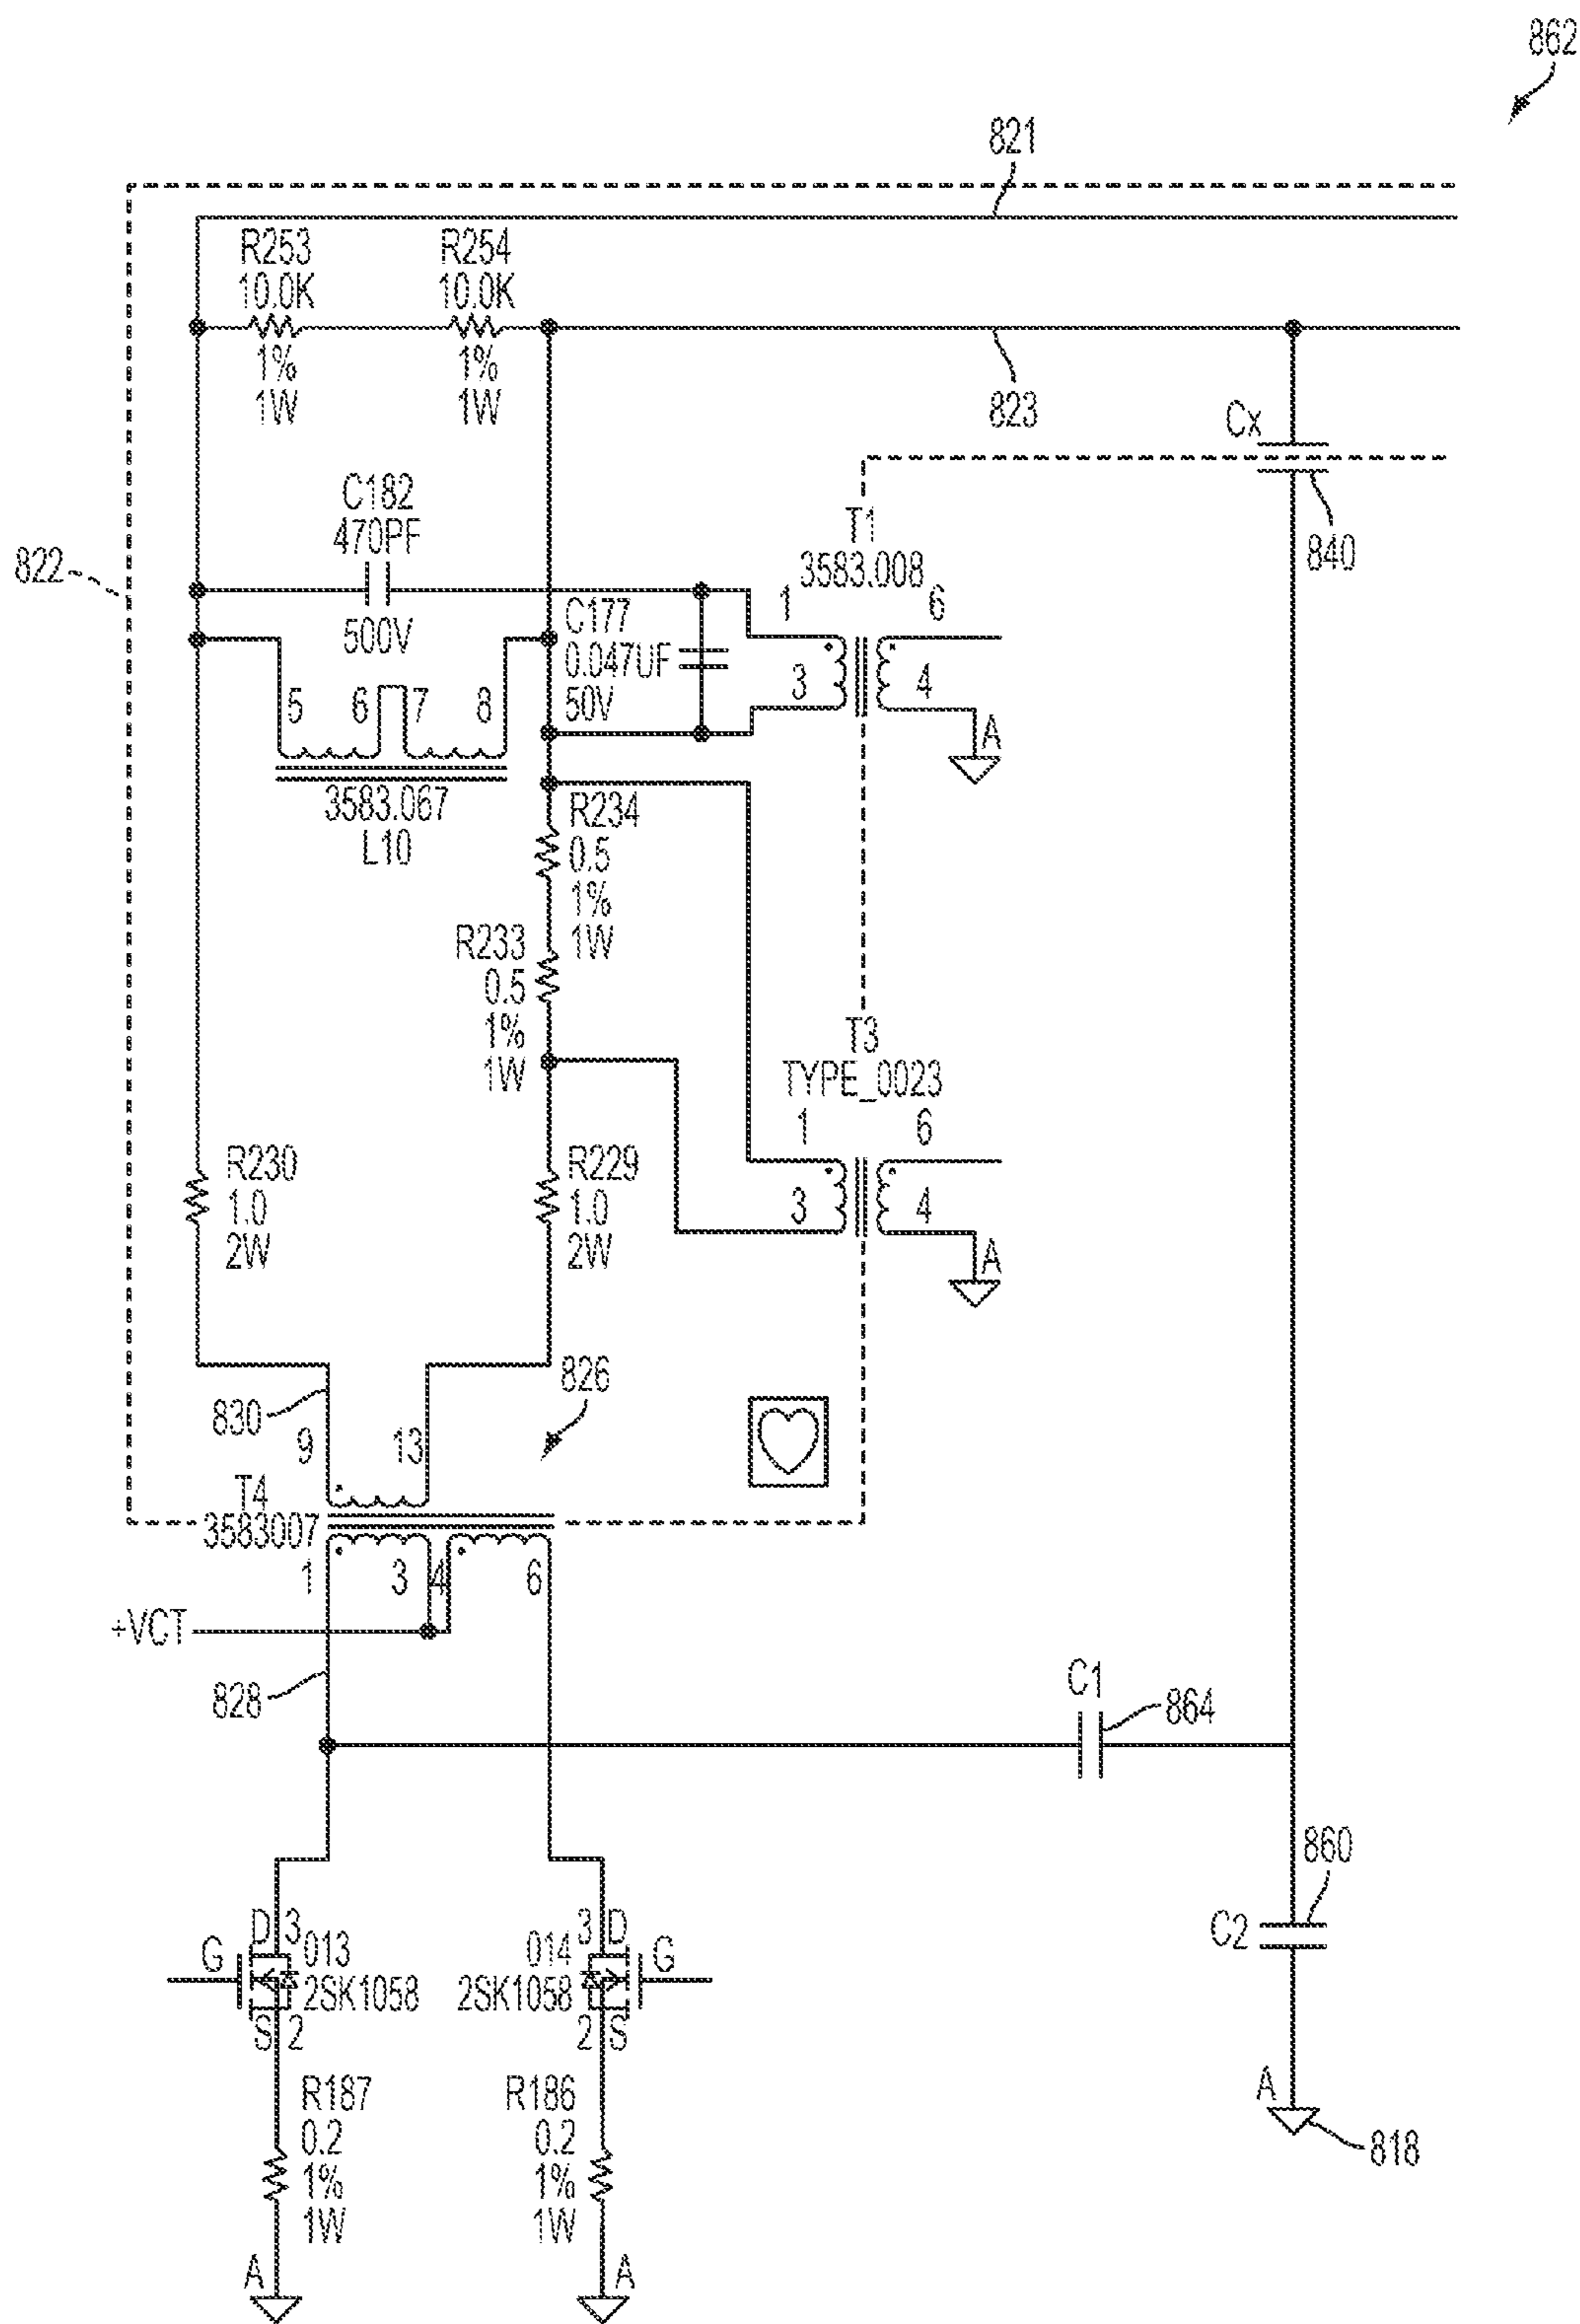 862
821
R253
10.0K
1%
1W
R254
10.0K
1%
1W
823
Cx
840
C182
470PF
500V
822
T1
3583.008
1
6
3
4
A
C177
0.047UF
50V
5
6
7
8
3583.067
L10
R234
0.5
1%
1W
R233
0.5
1%
1W
T3
TYPE_0023
1
6
3
4
A
R230
1.0
2W
R229
1.0
2W
826
830
9
13
T4
3583007
1
3
4
6
+VCT
828
C1
864
860
C2
D
3
G
013
2SK1058
S
2
014
3
D
G
2SK1058
2
S
R187
0.2
1%
1W
R186
0.2
1%
1W
A
818
A
A